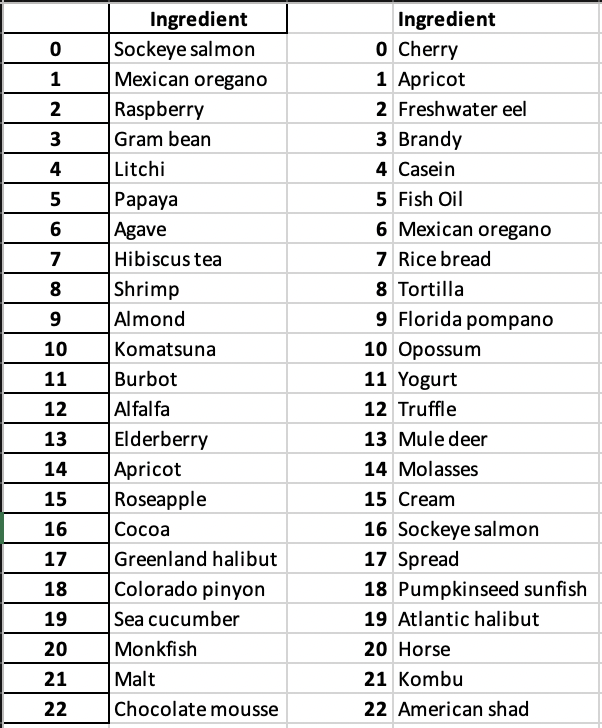 Ingredient Ingredient
0 Sockeye salmon 0 Cherry
1 Mexican oregano 1 Apricot
2 Raspberry 2 Freshwater eel
3 Gram bean 3 Brandy
4 Litchi 4 Casein
5 Papaya 5 Fish Oil
6 Agave 6 Mexican oregano
7 Hibiscus tea 7 Rice bread
8 Shrimp 8 Tortilla
9 Almond 9 Florida pompano
10 Komatsuna 10 Opossum
11 Burbot 11 Yogurt
12 Alfalfa 12 Truffle
13 Elderberry 13 Mule deer
14 Apricot 14 Molasses
15 Roseapple 15 Cream
16 Cocoa 16 Sockeye salmon
17 Greenland halibut 17 Spread
18 Colorado pinyon 18 Pumpkinseed sunfish
19 Sea cucumber 19 Atlantic halibut
20 Monkfish 20 Horse
21 Malt 21 Kombu
22 Chocolate mousse 22 American shad